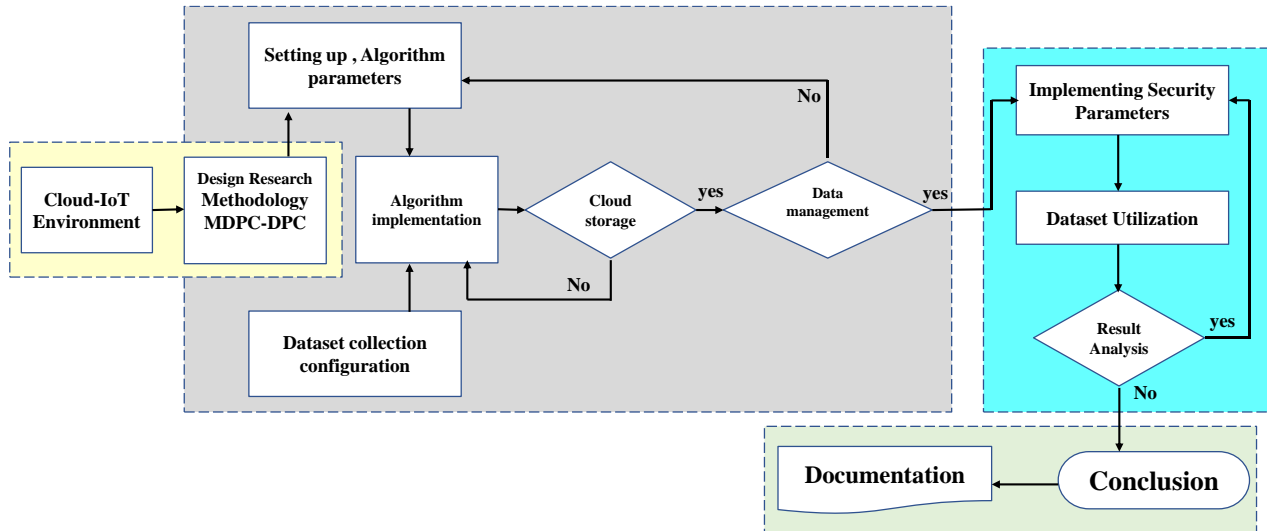 Cloud-IoT
Environment
Design Research
Methodology
MDPC-DPC
Setting up , Algorithm
parameters
Algorithm
implementation
Dataset collection
configuration
Cloud
storage
No
yes
Data
management
No
yes
Implementing Security
Parameters
Dataset Utilization
Result
Analysis
yes
No
Conclusion
Documentation